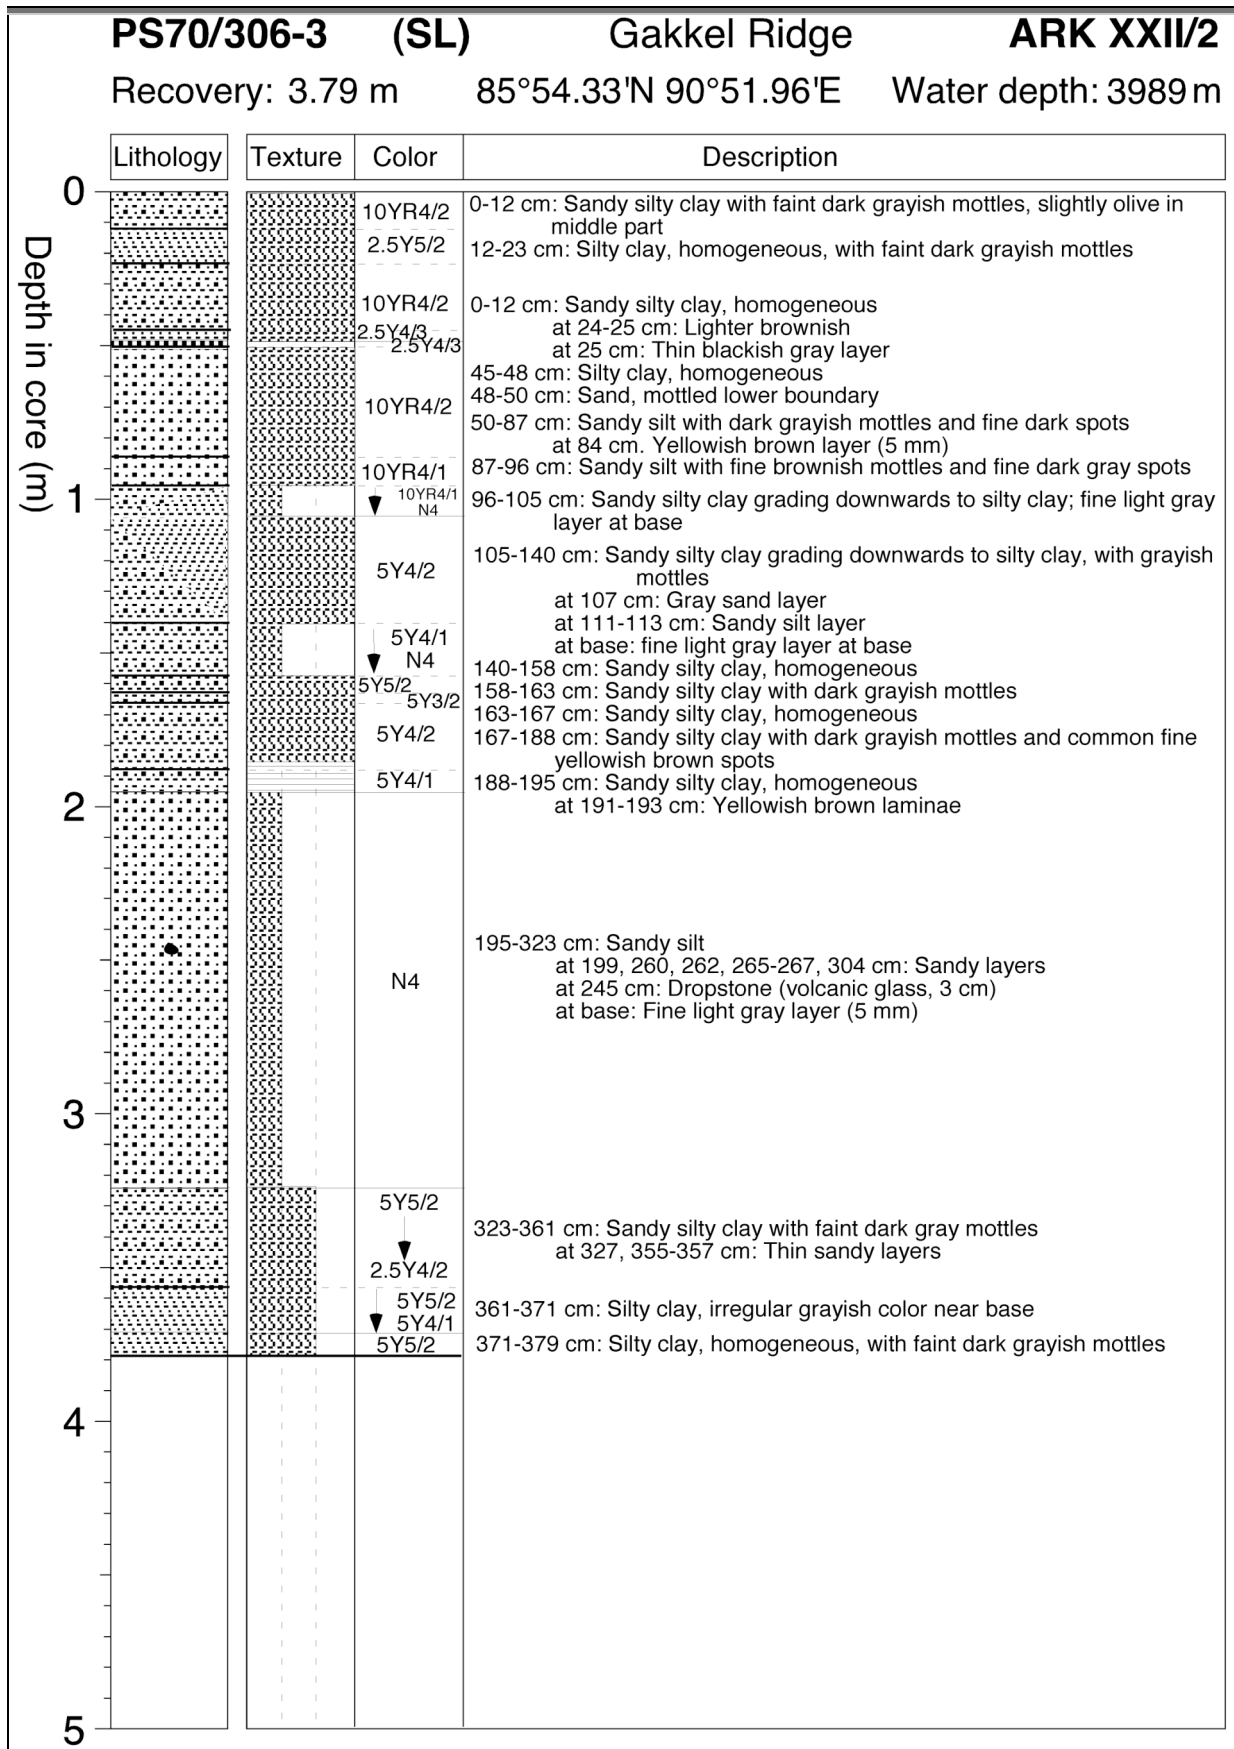 PS70/306-3 (SL) Gakkel Ridge ARK XXII/2
Recovery: 3.79 m 85°54.33'N 90°51.96'E Water depth: 3989 m
Lithology Texture Color Description
Depth in core (m)
0
1
2
3
4
5
10YR4/2
2.5Y5/2
10YR4/2
2.5Y4/3
2.5Y4/3
10YR4/2
10YR4/1
10YR4/1
N4
5Y4/2
5Y4/1
N4
5Y5/2
5Y3/2
5Y4/2
5Y4/1
N4
5Y5/2
2.5Y4/2
5Y5/2
5Y4/1
5Y5/2
0-12 cm: Sandy silty clay with faint dark grayish mottles, slightly olive in
middle part
12-23 cm: Silty clay, homogeneous, with faint dark grayish mottles
0-12 cm: Sandy silty clay, homogeneous
at 24-25 cm: Lighter brownish
at 25 cm: Thin blackish gray layer
45-48 cm: Silty clay, homogeneous
48-50 cm: Sand, mottled lower boundary
50-87 cm: Sandy silt with dark grayish mottles and fine dark spots
at 84 cm. Yellowish brown layer (5 mm)
87-96 cm: Sandy silt with fine brownish mottles and fine dark gray spots
96-105 cm: Sandy silty clay grading downwards to silty clay; fine light gray
layer at base
105-140 cm: Sandy silty clay grading downwards to silty clay, with grayish
mottles
at 107 cm: Gray sand layer
at 111-113 cm: Sandy silt layer
at base: fine light gray layer at base
140-158 cm: Sandy silty clay, homogeneous
158-163 cm: Sandy silty clay with dark grayish mottles
163-167 cm: Sandy silty clay, homogeneous
167-188 cm: Sandy silty clay with dark grayish mottles and common fine
yellowish brown spots
188-195 cm: Sandy silty clay, homogeneous
at 191-193 cm: Yellowish brown laminae
195-323 cm: Sandy silt
at 199, 260, 262, 265-267, 304 cm: Sandy layers
at 245 cm: Dropstone (volcanic glass, 3 cm)
at base: Fine light gray layer (5 mm)
323-361 cm: Sandy silty clay with faint dark gray mottles
at 327, 355-357 cm: Thin sandy layers
361-371 cm: Silty clay, irregular grayish color near base
371-379 cm: Silty clay, homogeneous, with faint dark grayish mottles